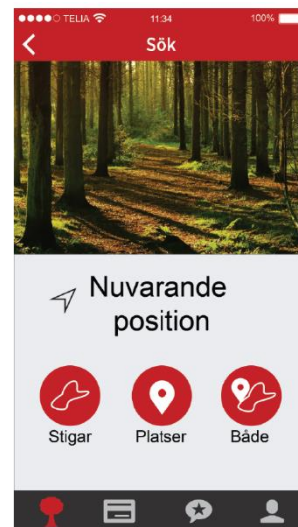 TELIA 11:34 100%
Sök
Nuvarande
position
Stigar Platser Både